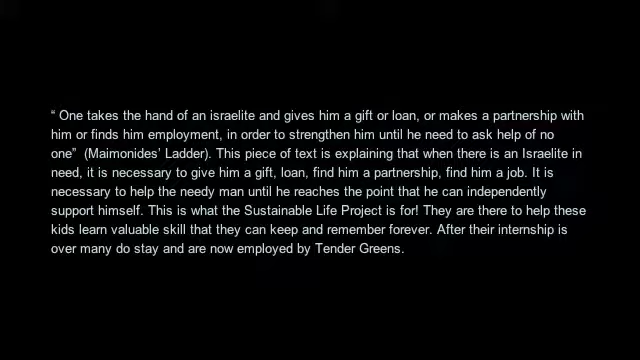 “ One takes the hand of an israelite and gives him a gift or loan, or makes a partnership with
him or finds him employment, in order to strengthen him until he need to ask help of no
one”  (Maimonides’ Ladder). This piece of text is explaining that when there is an Israelite in
need, it is necessary to give him a gift, loan, find him a partnership, find him a job. It is
necessary to help the needy man until he reaches the point that he can independently
support himself. This is what the Sustainable Life Project is for! They are there to help these
kids learn valuable skill that they can keep and remember forever. After their internship is
over many do stay and are now employed by Tender Greens.